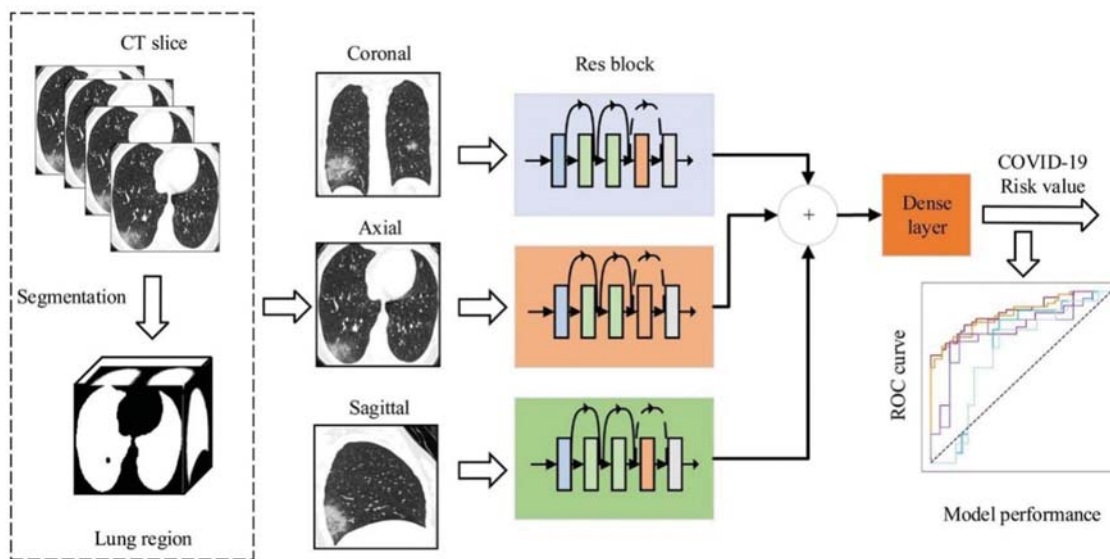 CT slice
Segmentation
Lung region
Coronal
Axial
Sagittal
Res block
+
Dense
layer
COVID-19
Risk value
ROC curve
Model performance